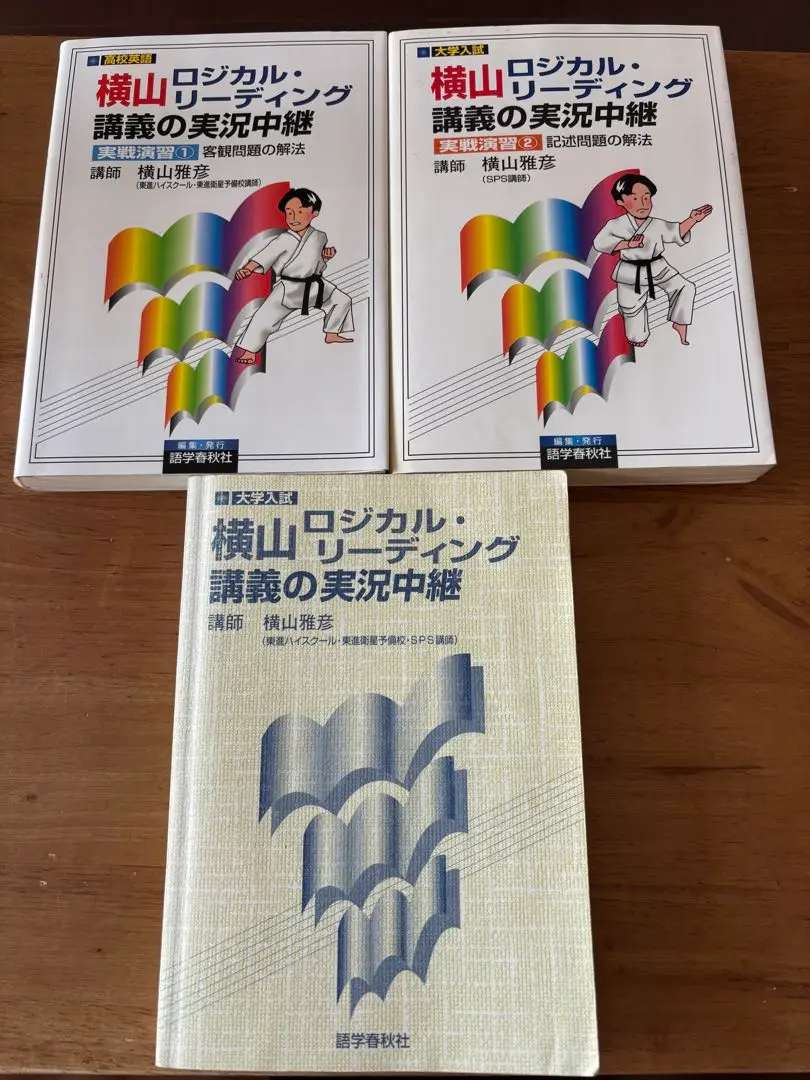 高校英語
横山ロジカル・リーディング
講義の実況中継
実戦演習① 客観問題の解法
講師 横山雅彦
(東進ハイスクール・東進衛星予備校講師)
編集・発行
語学春秋社
大学入試
横山ロジカル・リーディング
講義の実況中継
実戦演習② 記述問題の解法
講師 横山雅彦
(SPS講師)
編集・発行
語学春秋社
大学入試
横山ロジカル・リーディング
講義の実況中継
講師 横山雅彦
(東進ハイスクール・東進衛星予備校・SPS講師)
語学春秋社